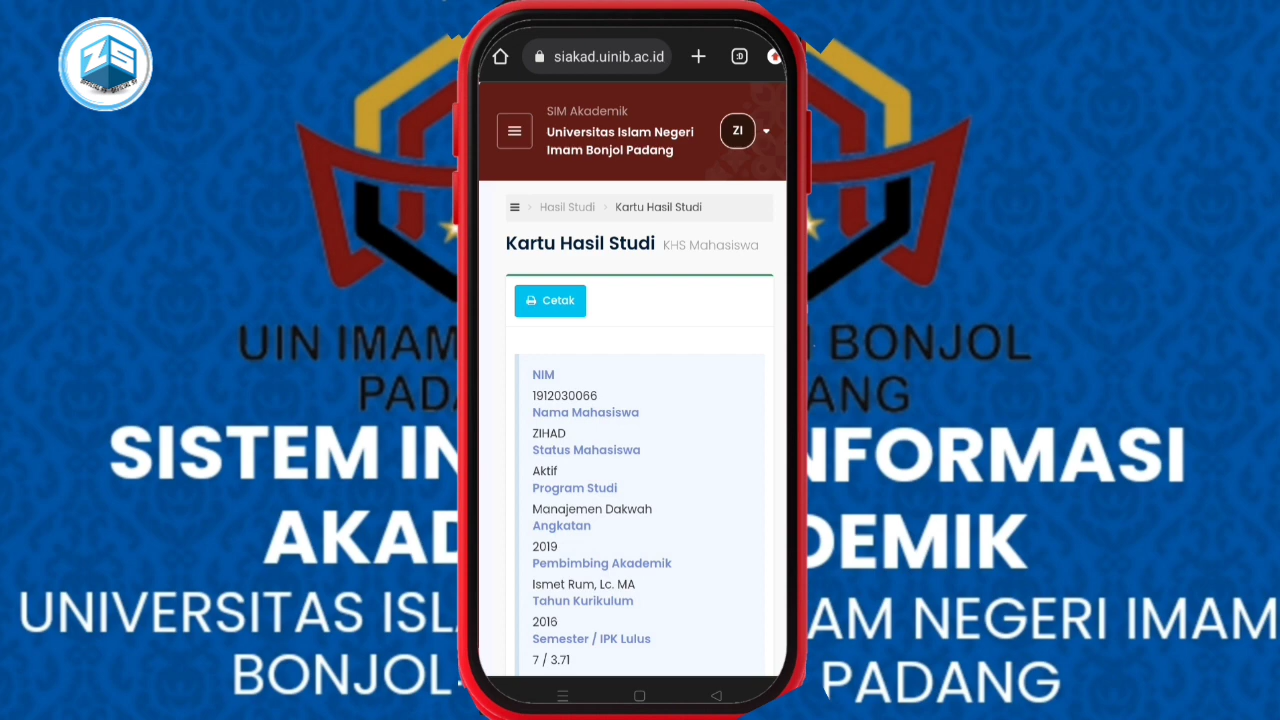 ZS
siakad.uinib.ac.id
:D
SIM Akademik
Universitas Islam Negeri
Imam Bonjol Padang
ZI
Hasil Studi > Kartu Hasil Studi
Kartu Hasil Studi KHS Mahasiswa
Cetak
NIM
1912030066
Nama Mahasiswa
ZIHAD
Status Mahasiswa
Aktif
Program Studi
Manajemen Dakwah
Angkatan
2019
Pembimbing Akademik
Ismet Rum, Lc. MA
Tahun Kurikulum
2016
Semester / IPK Lulus
7 / 3.71
UIN IMAM BONJOL
PADANG
SISTEM INFORMASI
AKADEMIK
UNIVERSITAS ISLAM NEGERI IMAM
BONJOL PADANG